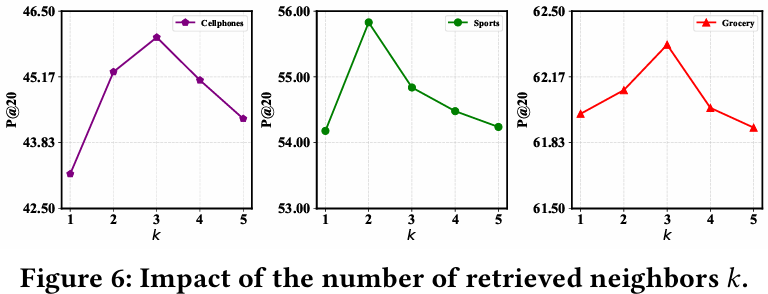 46.50
45.17
43.83
42.50
P@20
Cellphones
1 2 3 4 5
k
56.00
55.00
54.00
53.00
P@20
Sports
1 2 3 4 5
k
62.50
62.17
61.83
61.50
P@20
Grocery
1 2 3 4 5
k
Figure 6: Impact of the number of retrieved neighbors k.